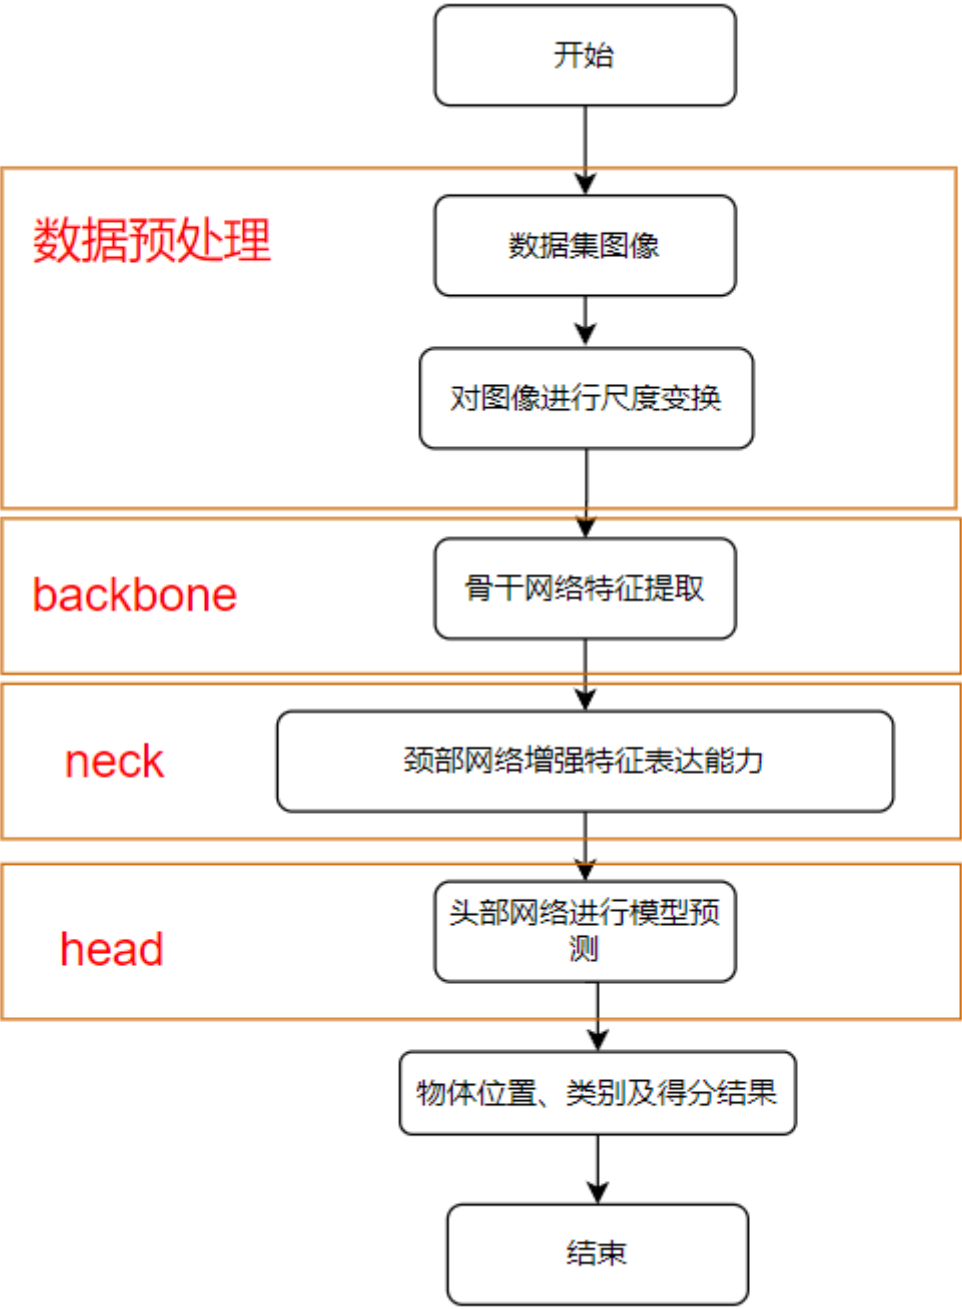 开始
数据预处理
数据集图像
对图像进行尺度变换
backbone
骨干网络特征提取
neck
颈部网络增强特征表达能力
head
头部网络进行模型预
测
物体位置、类别及得分结果
结束